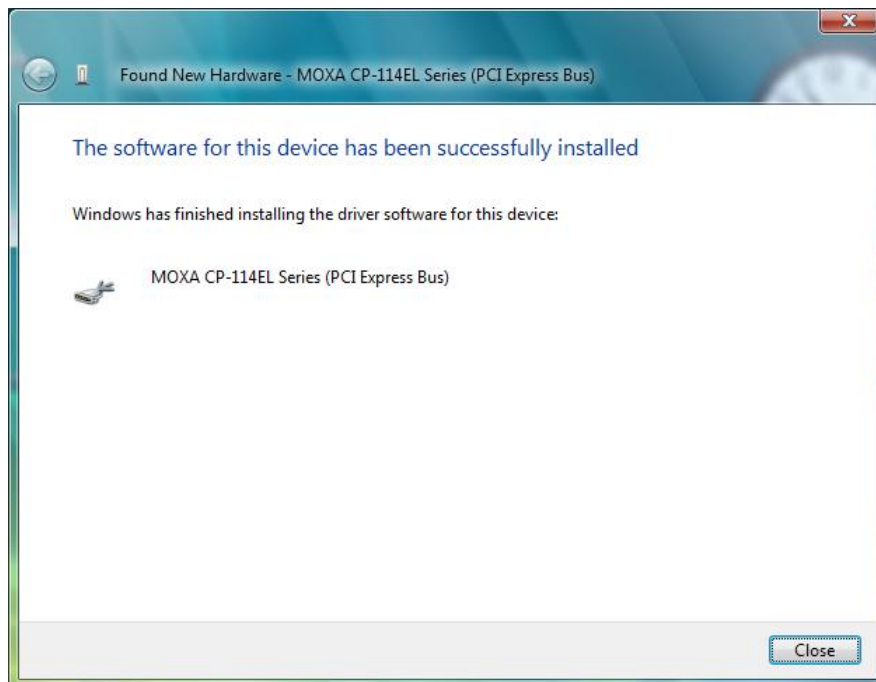 Found New Hardware - MOXA CP-114EL Series (PCI Express Bus)
The software for this device has been successfully installed
Windows has finished installing the driver software for this device:
MOXA CP-114EL Series (PCI Express Bus)
Close